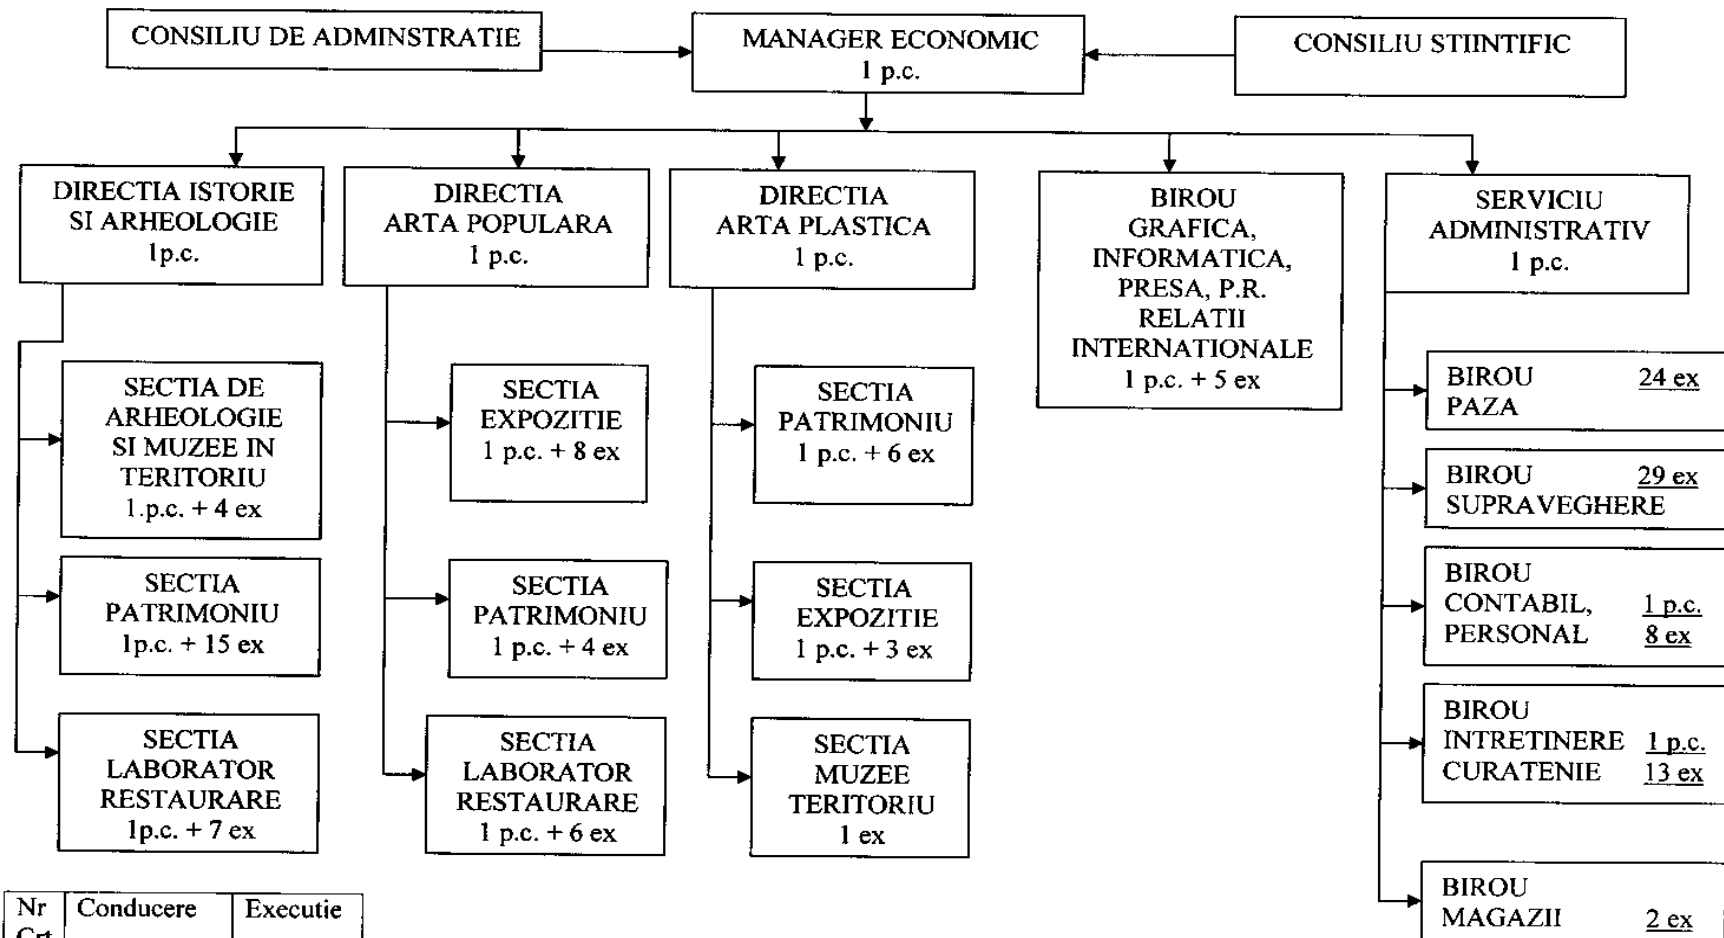 CONSILIU DE ADMINSTRATIE
MANAGER ECONOMIC
1 p.c.
CONSILIU STIINTIFIC
DIRECTIA ISTORIE
SI ARHEOLOGIE
1p.c.
DIRECTIA
ARTA POPULARA
1 p.c.
DIRECTIA
ARTA PLASTICA
1 p.c.
BIROU
GRAFICA,
INFORMATICA,
PRESA, P.R.
RELATII
INTERNATIONALE
1 p.c. + 5 ex
SERVICIU
ADMINISTRATIV
1 p.c.
SECTIA DE
ARHEOLOGIE
SI MUZEE IN
TERITORIU
1.p.c. + 4 ex
SECTIA
PATRIMONIU
1p.c. + 15 ex
SECTIA
LABORATOR
RESTAURARE
1p.c. + 7 ex
SECTIA
EXPOZITIE
1 p.c. + 8 ex
SECTIA
PATRIMONIU
1 p.c. + 4 ex
SECTIA
LABORATOR
RESTAURARE
1 p.c. + 6 ex
SECTIA
PATRIMONIU
1 p.c. + 6 ex
SECTIA
EXPOZITIE
1 p.c. + 3 ex
SECTIA
MUZEE
TERITORIU
1 ex
BIROU 24 ex
PAZA
BIROU 29 ex
SUPRAVEGHERE
BIROU
CONTABIL, 1 p.c.
PERSONAL 8 ex
BIROU
INTRETINERE 1 p.c.
CURATENIE 13 ex
BIROU
MAGAZII 2 ex
Nr Conducere Executie